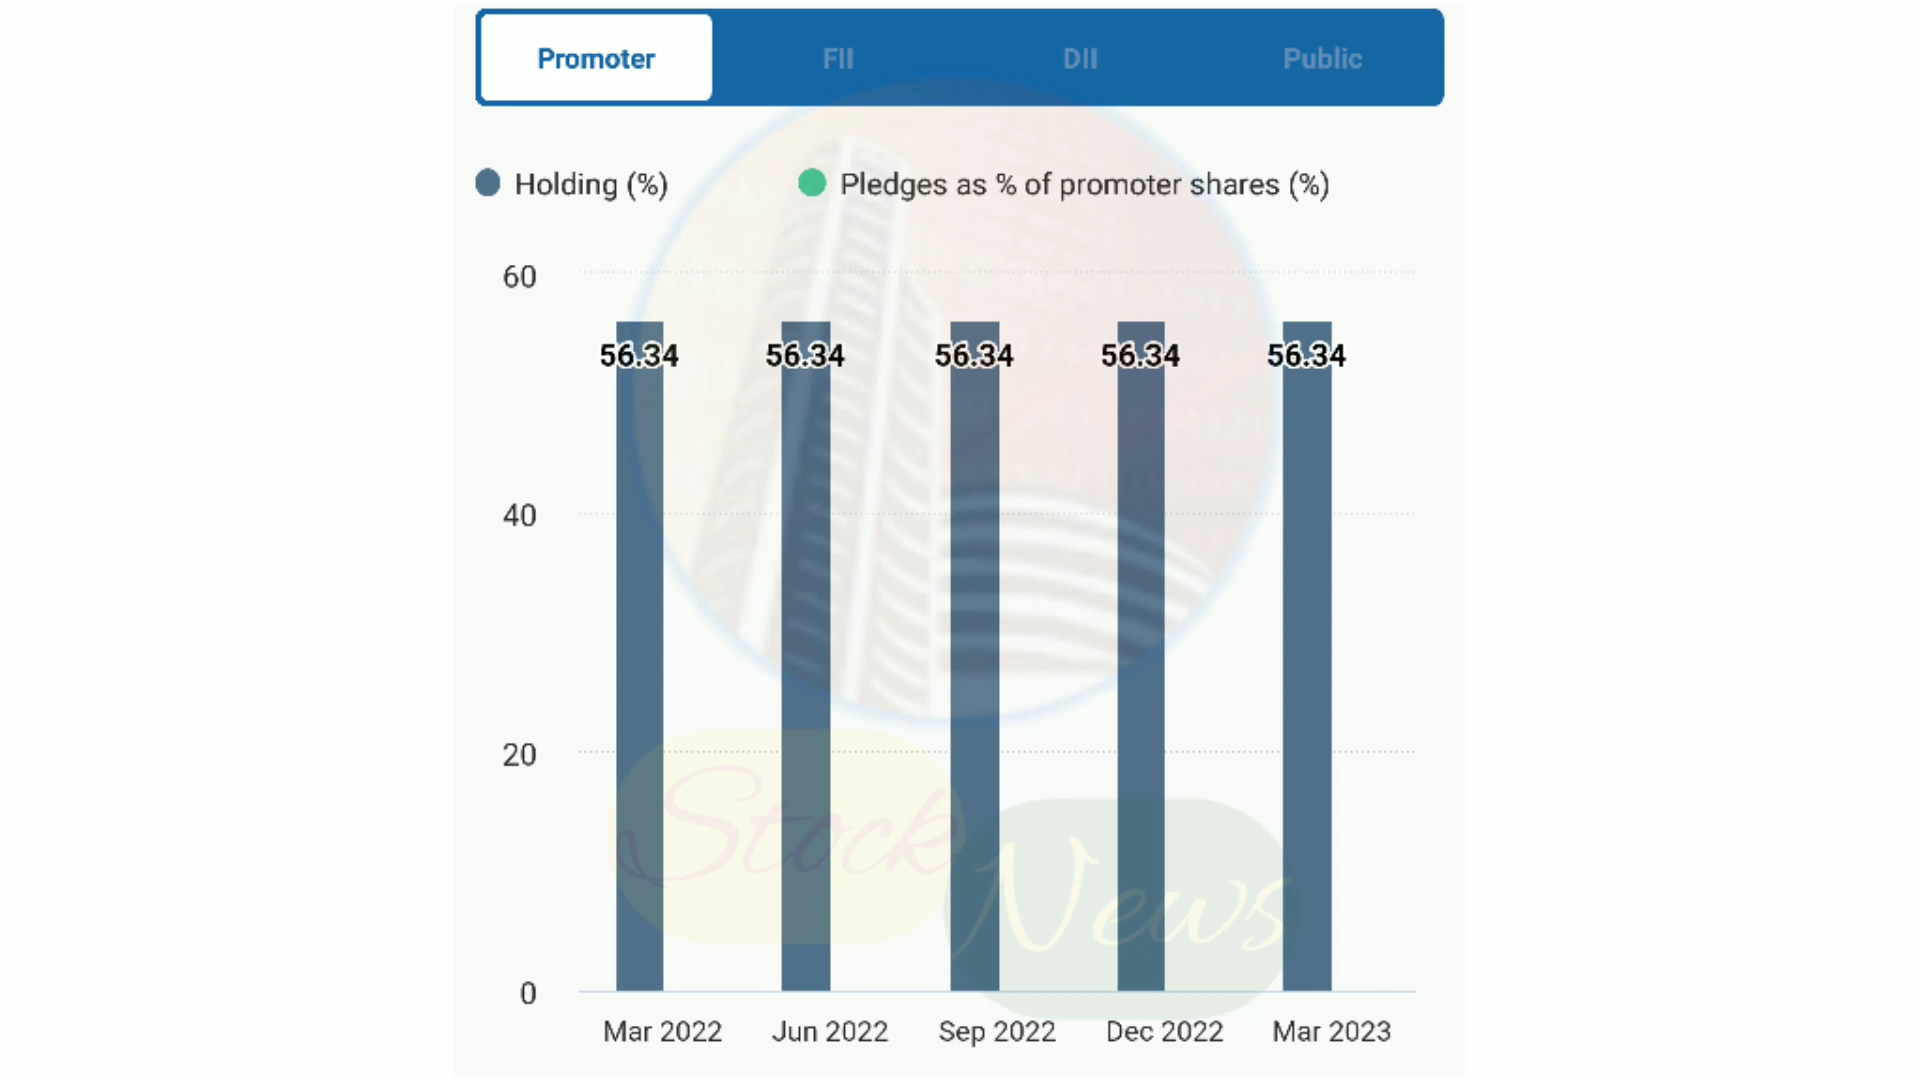 Promoter FII DII Public
Holding (%) Pledges as % of promoter shares (%)
60
56.34 56.34 56.34 56.34 56.34
40
20
Stock
News
0
Mar 2022 Jun 2022 Sep 2022 Dec 2022 Mar 2023